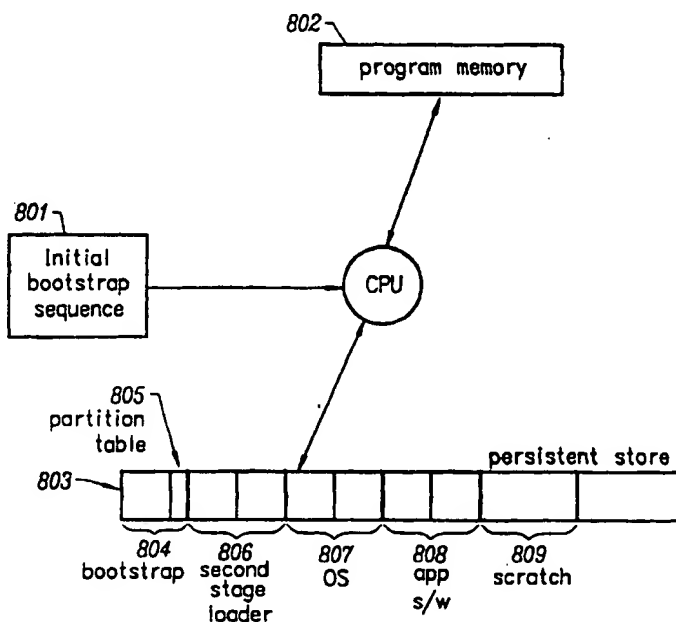 802
program memory
801
Initial
bootstrap
sequence
CPU
805
partition
table
persistent store
803
804
bootstrap
806
second
stage
loader
807
OS
808
app
s/w
809
scratch